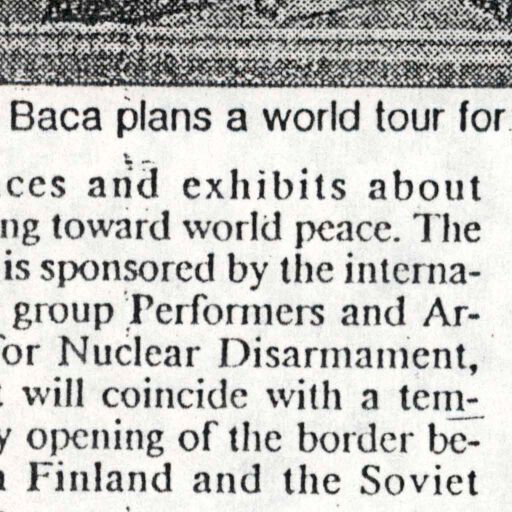 Baca plans a world tour for
ces and exhibits about
ng toward world peace. The
is sponsored by the interna-
group Performers and Ar-
for Nuclear Disarmament,
will coincide with a tem-
y opening of the border be-
Finland and the Soviet